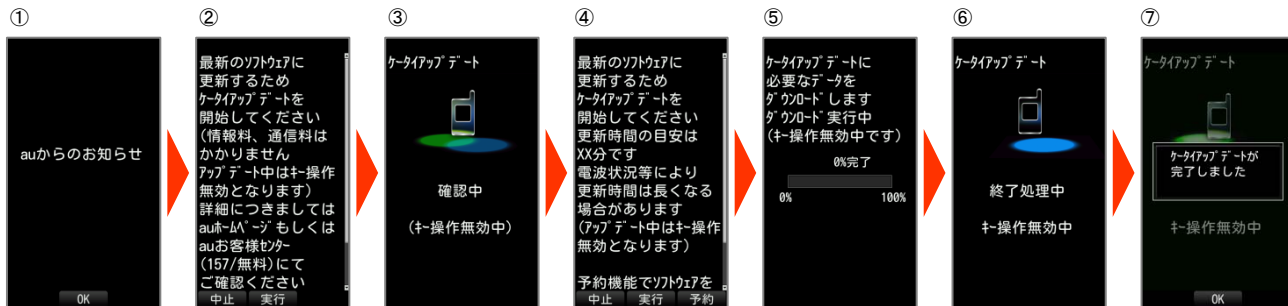 ①
auからのお知らせ
OK
②
最新のｿﾌﾄｳｪｱに
更新するため
ｹｰﾀｲｱｯﾌﾟﾃﾞｰﾄを
開始してください
(情報料、通信料は
かかりません
ｱｯﾌﾟﾃﾞｰﾄ中はｷｰ操作
無効となります)
詳細につきましては
auﾎｰﾑﾍﾟｰｼﾞもしくは
auお客様ｾﾝﾀｰ
(157/無料)にて
ご確認ください
中止 実行
③
ｹｰﾀｲｱｯﾌﾟﾃﾞｰﾄ
確認中
(ｷｰ操作無効中)
④
最新のｿﾌﾄｳｪｱに
更新するため
ｹｰﾀｲｱｯﾌﾟﾃﾞｰﾄを
開始してください
更新時間の目安は
XX分です
電波状況等により
更新時間は長くなる
場合があります
(ｱｯﾌﾟﾃﾞｰﾄ中はｷｰ操作
無効となります)
予約機能でｿﾌﾄｳｪｱを
中止 実行 予約
⑤
ｹｰﾀｲｱｯﾌﾟﾃﾞｰﾄに
必要なﾃﾞｰﾀを
ﾀﾞｳﾝﾛｰﾄﾞします
ﾀﾞｳﾝﾛｰﾄﾞ実行中
(ｷｰ操作無効中です)
0%完了
0% 100%
⑥
ｹｰﾀｲｱｯﾌﾟﾃﾞｰﾄ
終了処理中
ｷｰ操作無効中
⑦
ｹｰﾀｲｱｯﾌﾟﾃﾞｰﾄ
ｹｰﾀｲｱｯﾌﾟﾃﾞｰﾄが
完了しました
ｷｰ操作無効中
OK